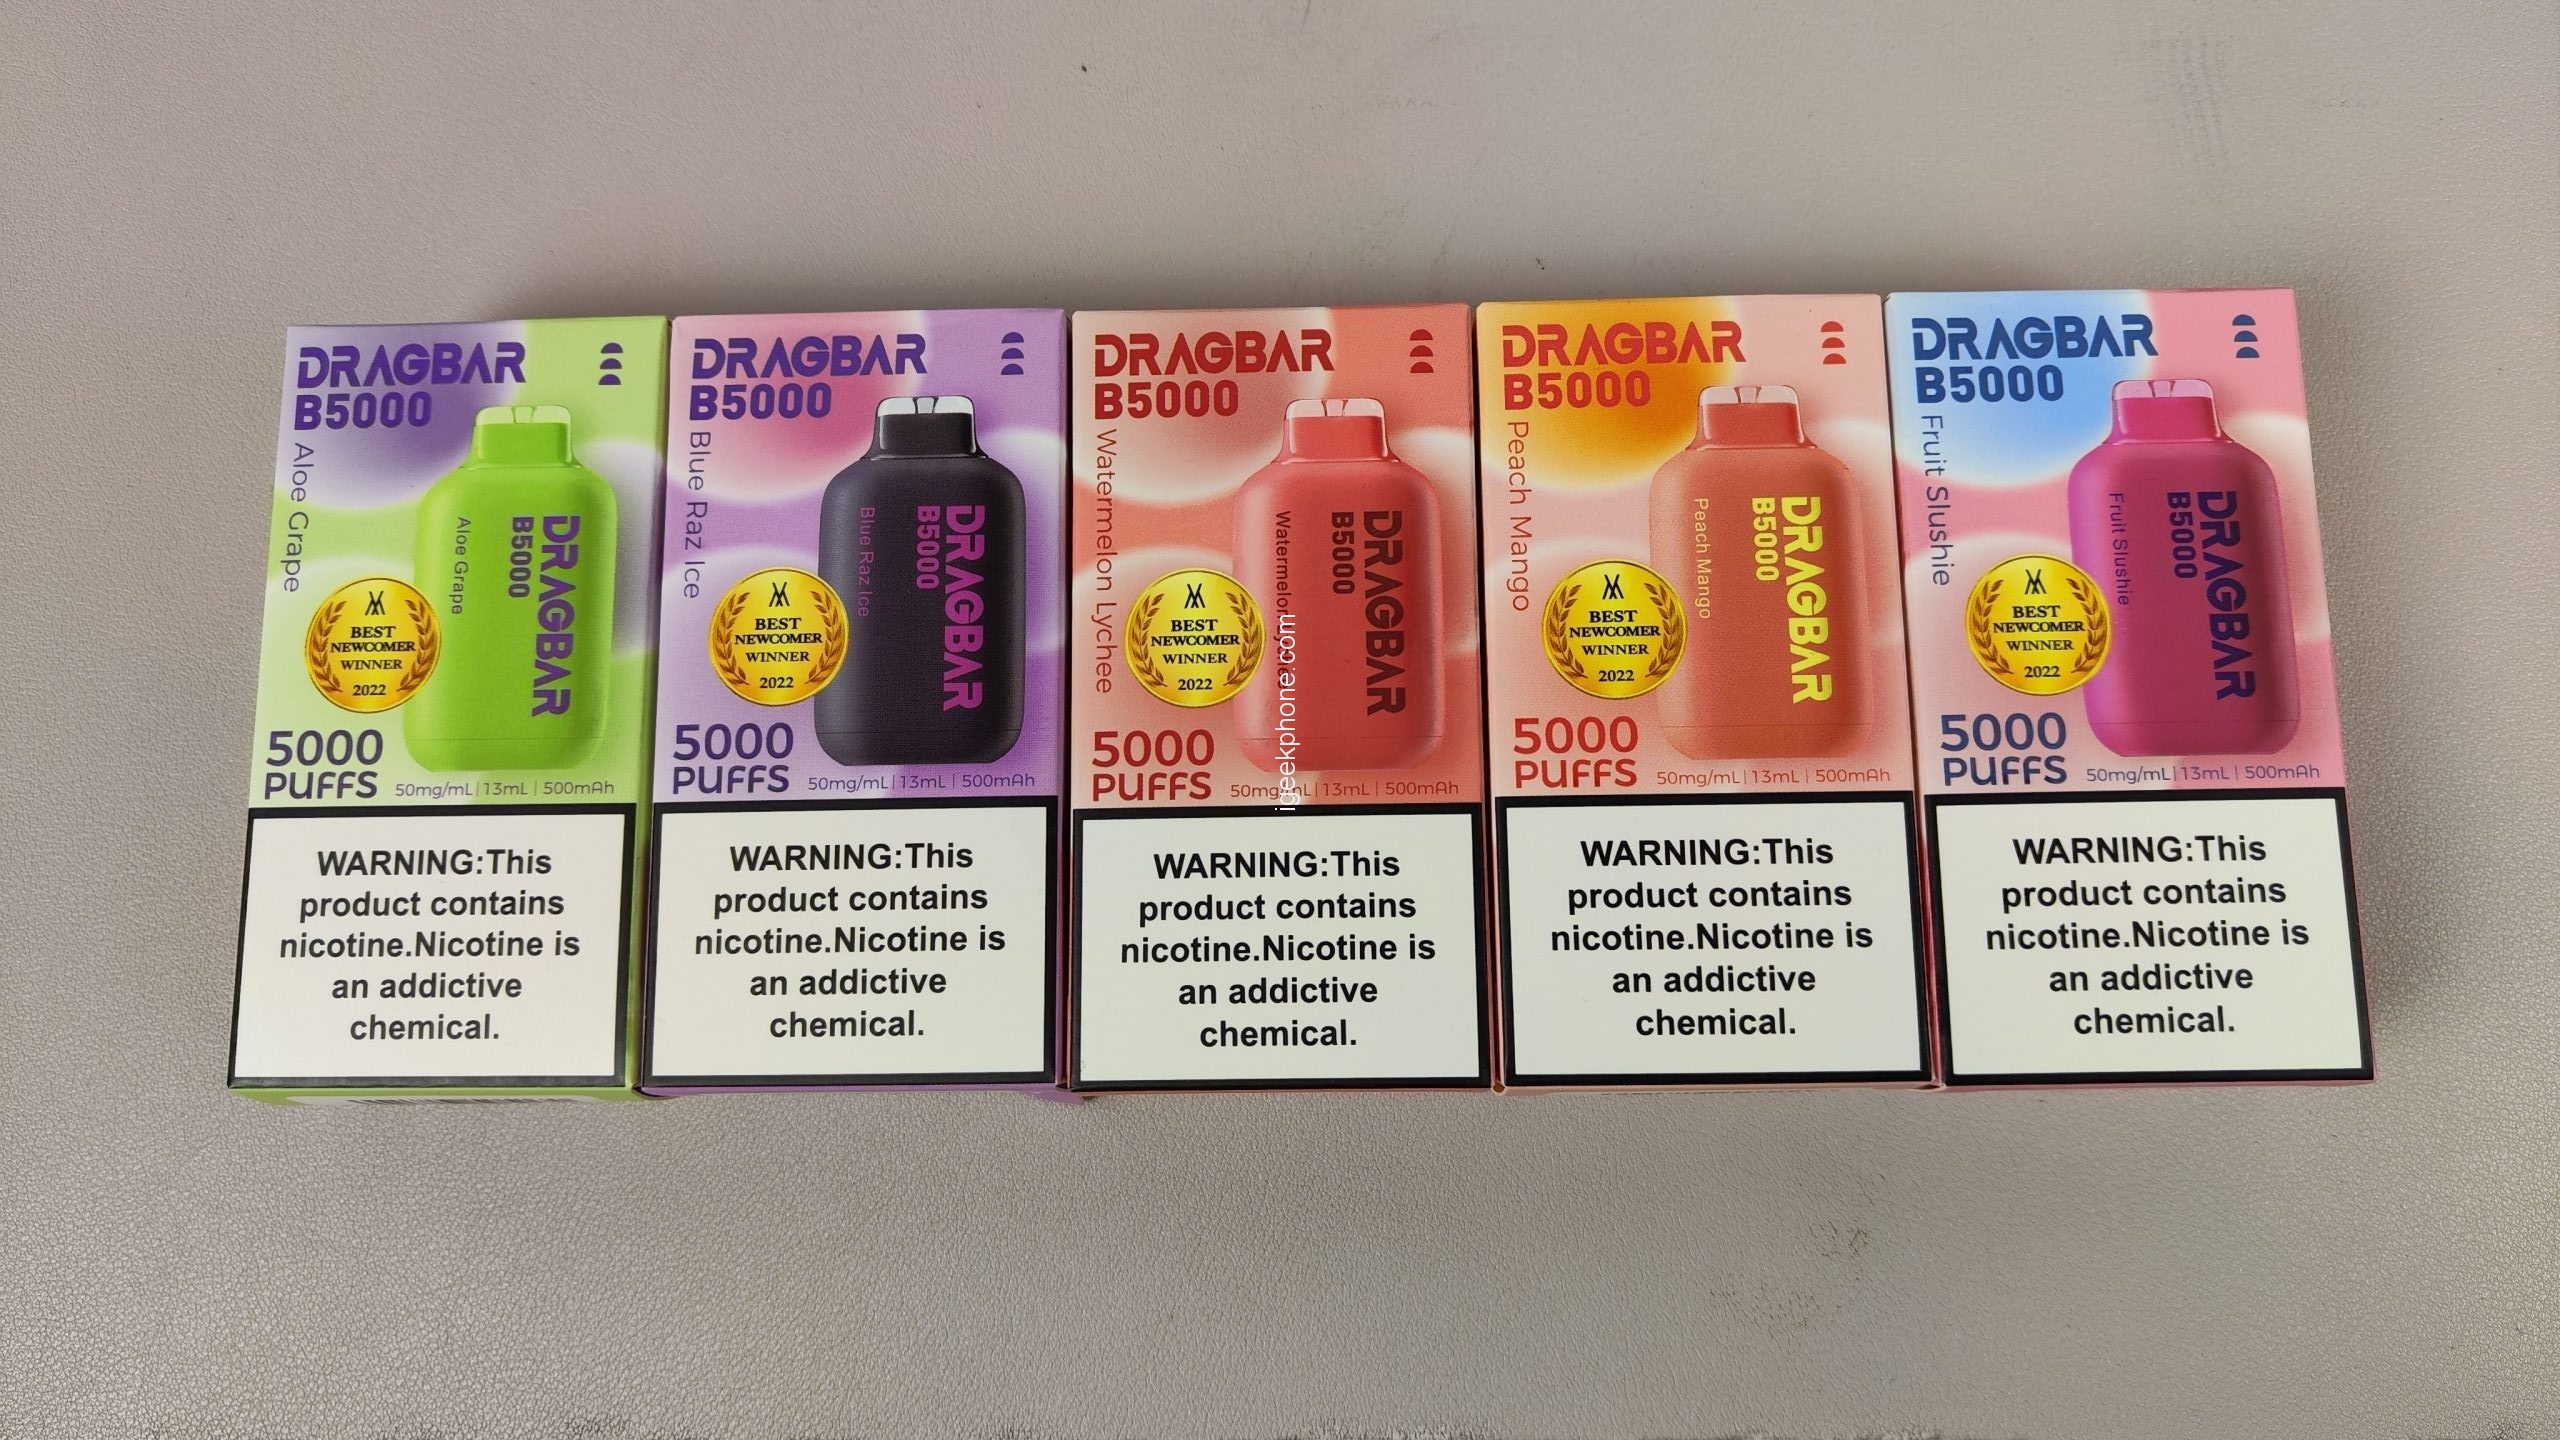 DRAGBAR
B5000
Aloe Grape
Aloe Grape
DRAGBAR
B5000
BEST
NEWCOMER
WINNER
2022
5000
PUFFS
50mg/mL | 13mL | 500mAh
WARNING:This
product contains
nicotine.Nicotine is
an addictive
chemical.
DRAGBAR
B5000
Blue Raz Ice
Blue Raz Ice
DRAGBAR
B5000
BEST
NEWCOMER
WINNER
2022
5000
PUFFS
50mg/mL | 13mL | 500mAh
WARNING:This
product contains
nicotine.Nicotine is
an addictive
chemical.
DRAGBAR
B5000
Watermelon Lychee
Watermelon
DRAGBAR
B5000
BEST
NEWCOMER
WINNER
2022
5000
PUFFS
50mg/mL | 13mL | 500mAh
WARNING:This
product contains
nicotine.Nicotine is
an addictive
chemical.
igeekphone.com
DRAGBAR
B5000
Peach Mango
Peach Mango
DRAGBAR
B5000
BEST
NEWCOMER
WINNER
2022
5000
PUFFS
50mg/mL | 13mL | 500mAh
WARNING:This
product contains
nicotine.Nicotine is
an addictive
chemical.
DRAGBAR
B5000
Fruit Slushie
Fruit Slushie
DRAGBAR
B5000
BEST
NEWCOMER
WINNER
2022
5000
PUFFS
50mg/mL | 13mL | 500mAh
WARNING:This
product contains
nicotine.Nicotine is
an addictive
chemical.